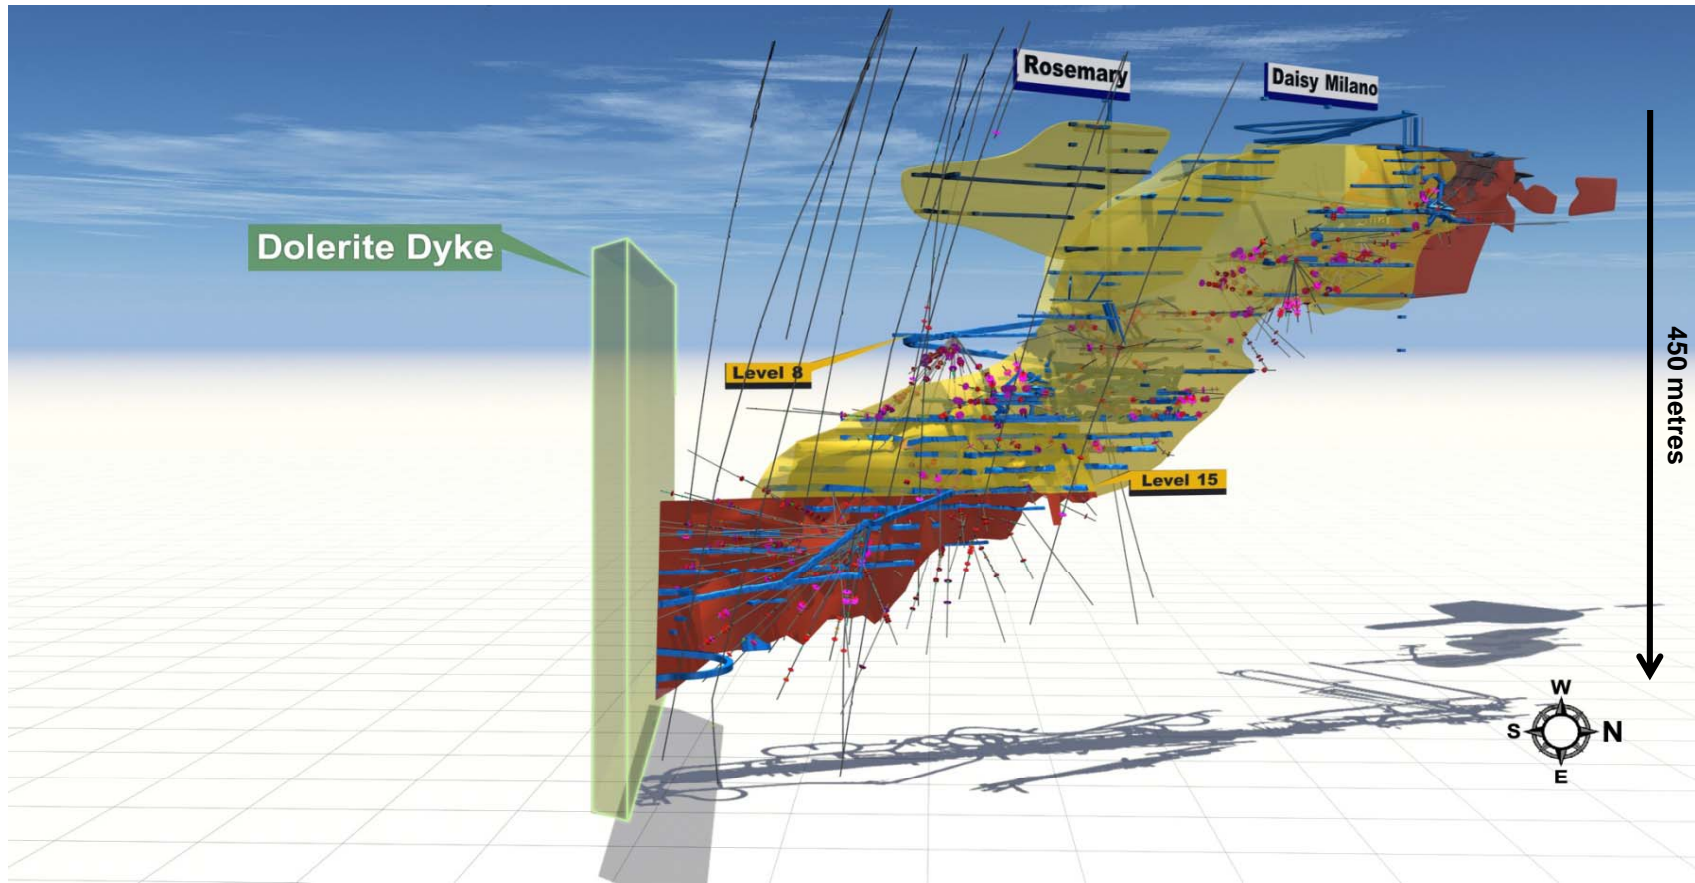 Rosemary
Daisy Milano
Dolerite Dyke
Level 8
450 metres
Level 15
W
S
N
E